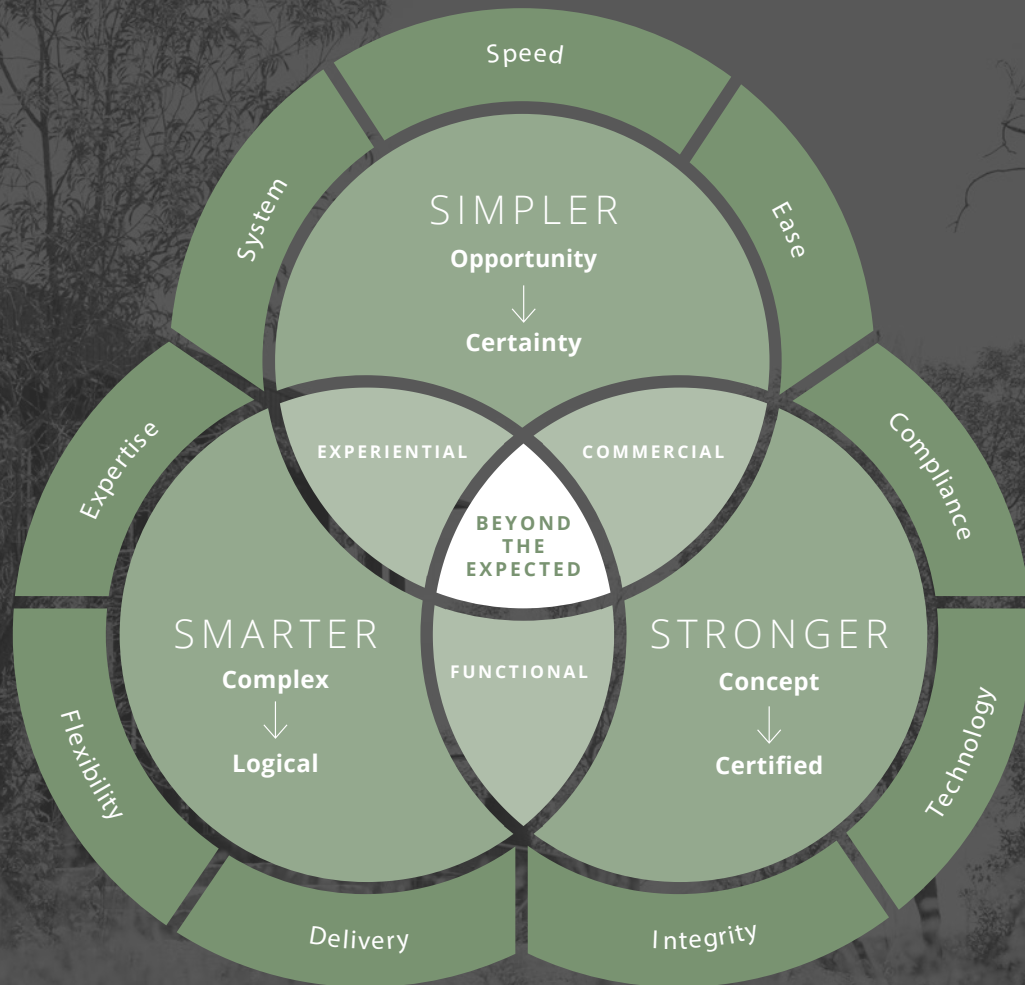 Speed
System
Ease
SIMPLER
Opportunity
Certainty
Expertise
Compliance
EXPERIENTIAL
COMMERCIAL
BEYOND
THE
EXPECTED
SMARTER
Complex
Logical
STRONGER
Concept
Certified
FUNCTIONAL
Flexibility
Technology
Delivery
Integrity